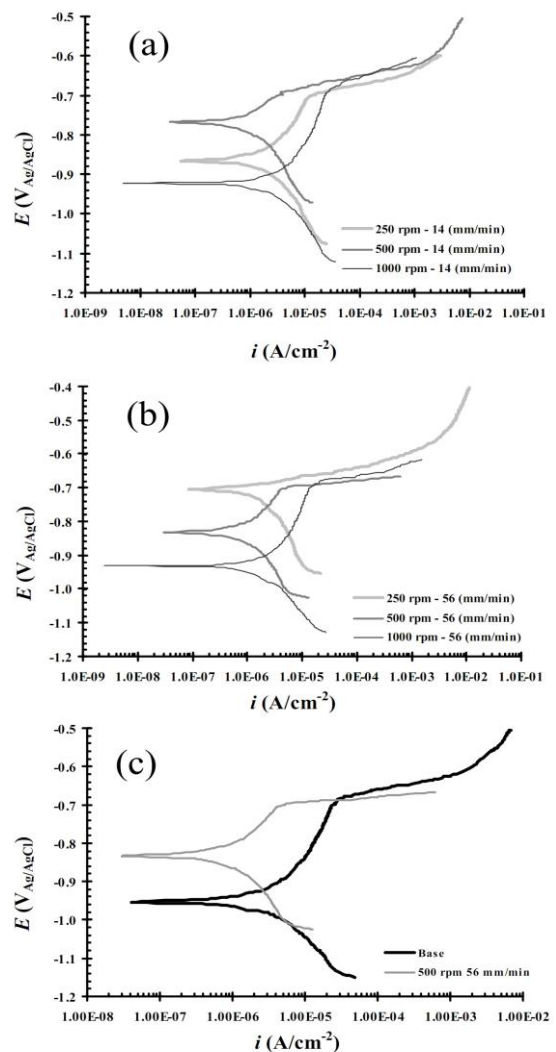 (a)
-0.5
-0.6
-0.7
-0.8
-0.9
-1.0
-1.1
-1.2
E (V Ag/AgCl)
250 rpm - 14 (mm/min)
500 rpm - 14 (mm/min)
1000 rpm - 14 (mm/min)
1.0E-09 1.0E-08 1.0E-07 1.0E-06 1.0E-05 1.0E-04 1.0E-03 1.0E-02 1.0E-01
i (A/cm-2)
(b)
-0.4
-0.5
-0.6
-0.7
-0.8
-0.9
-1.0
-1.1
-1.2
E (V Ag/AgCl)
250 rpm - 56 (mm/min)
500 rpm - 56 (mm/min)
1000 rpm - 56 (mm/min)
1.0E-09 1.0E-08 1.0E-07 1.0E-06 1.0E-05 1.0E-04 1.0E-03 1.0E-02 1.0E-01
i (A/cm-2)
(c)
-0.5
-0.6
-0.7
-0.8
-0.9
-1.0
-1.1
-1.2
E (V Ag/AgCl)
Base
500 rpm 56 mm/min
1.00E-08 1.00E-07 1.00E-06 1.00E-05 1.00E-04 1.00E-03 1.00E-02
i (A/cm-2)